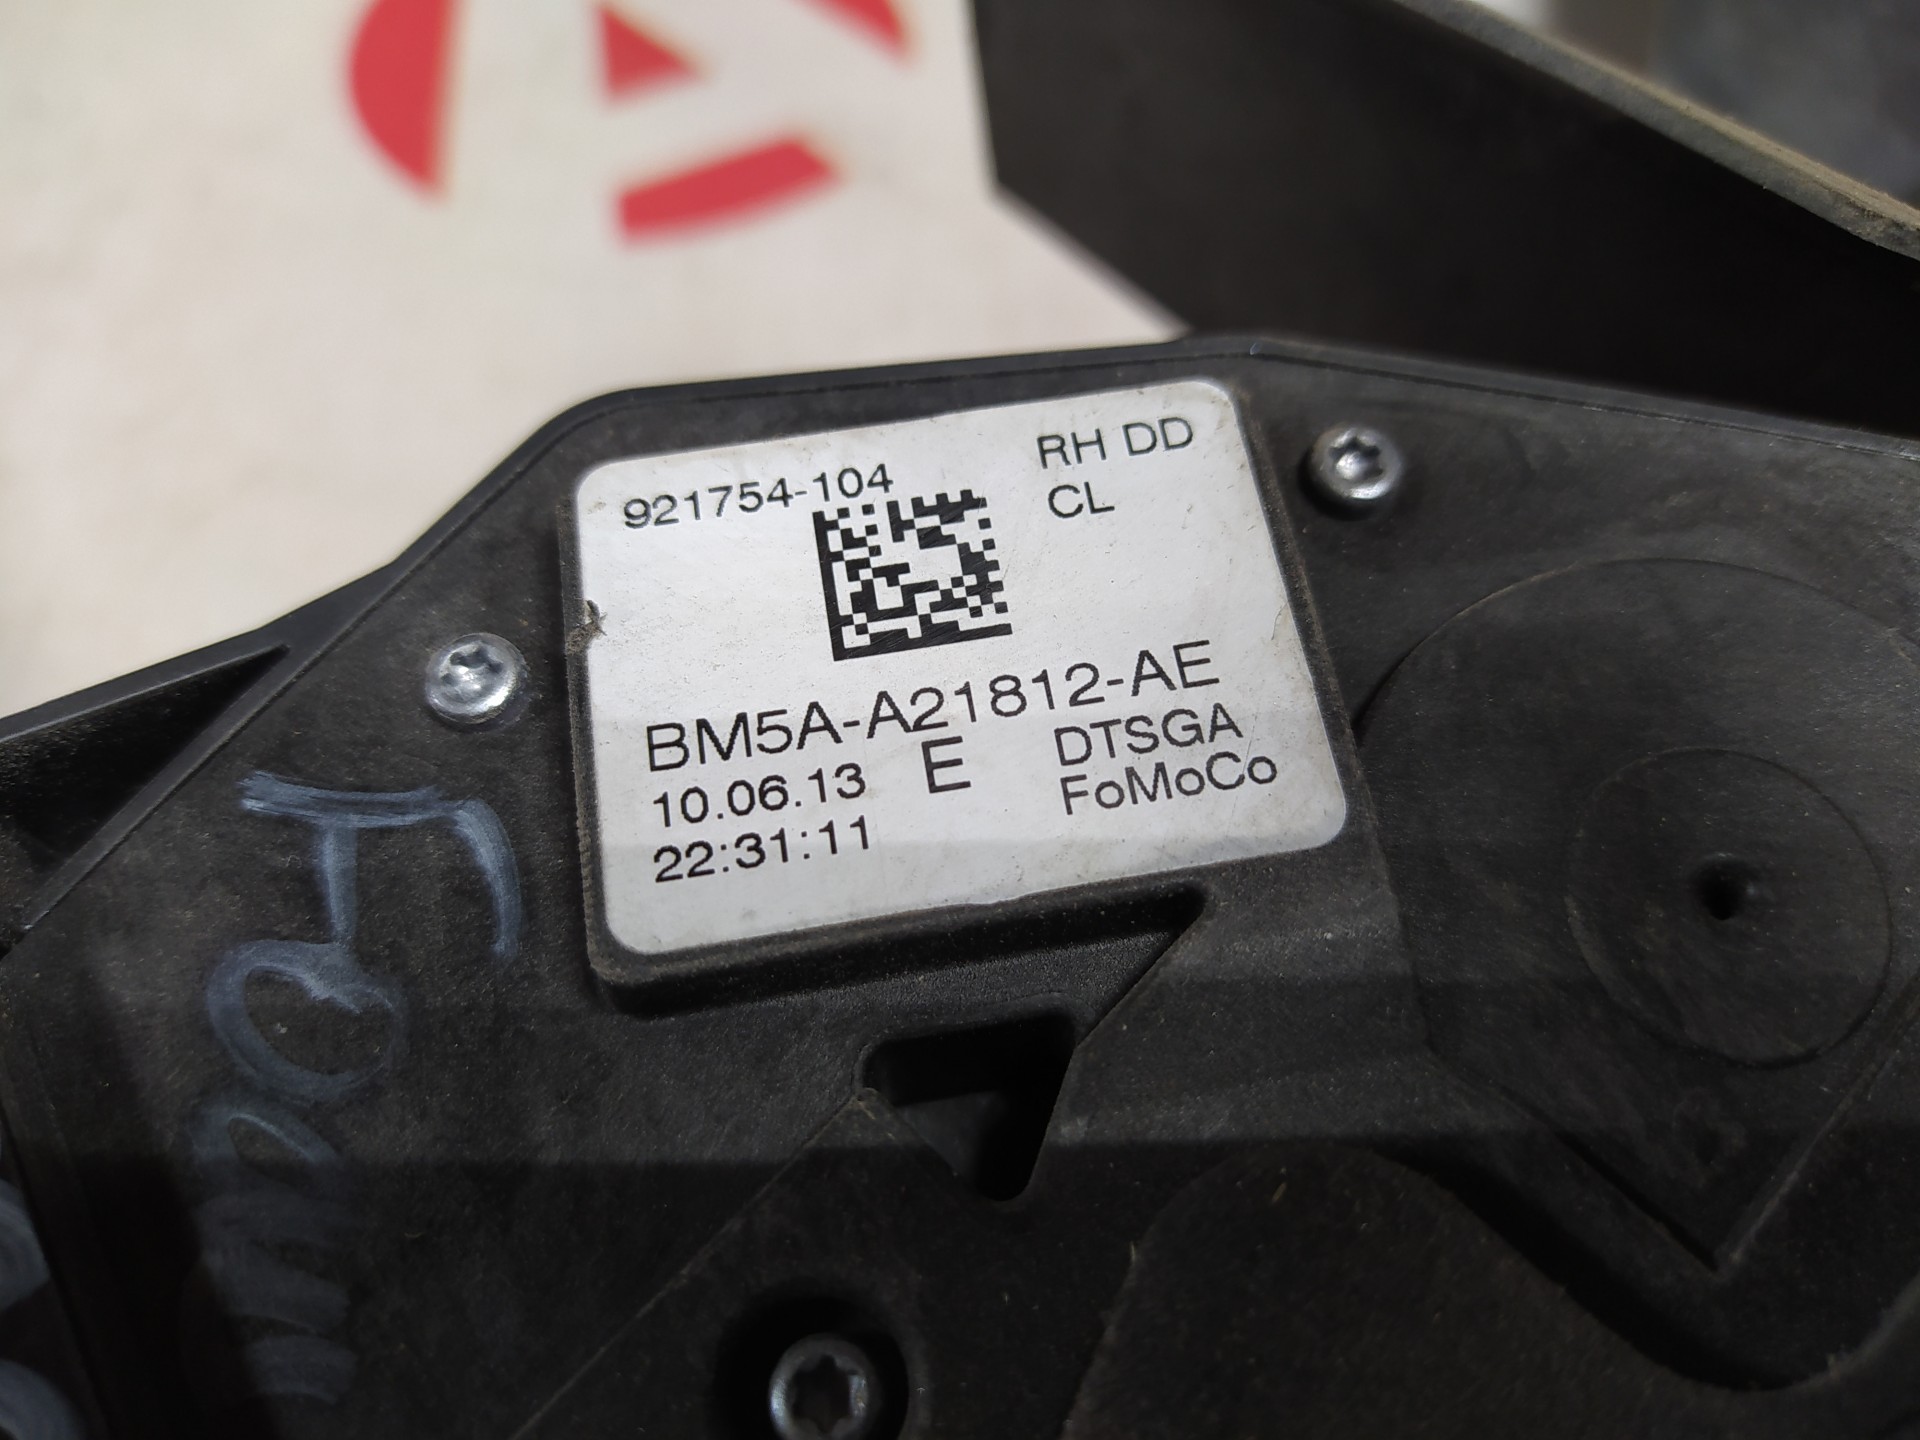 921754-104
RH DD
CL
BM5A-A21812-AE
10.06.13
E
DTSGA
22:31:11
FoMoCo